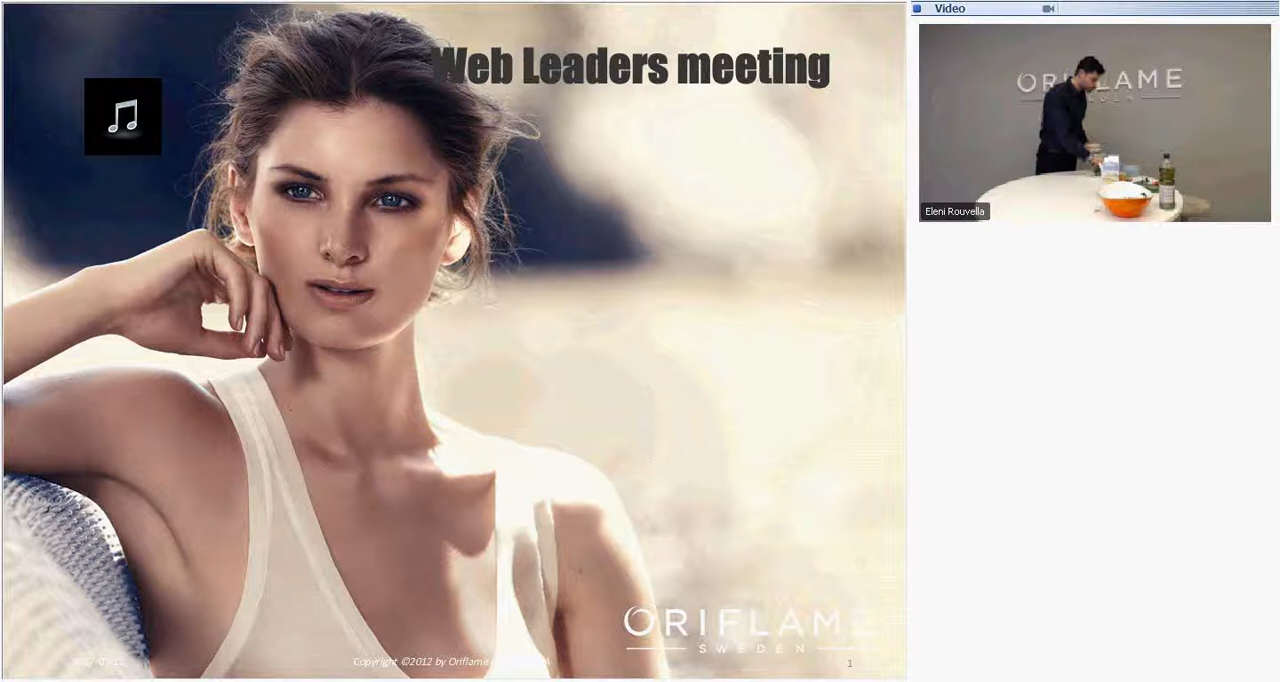 Web Leaders meeting
ORIFLAME
SWEDEN
Copyright ©2012 by Oriflame
1
Video
ORIFLAME
Eleni Rouvella